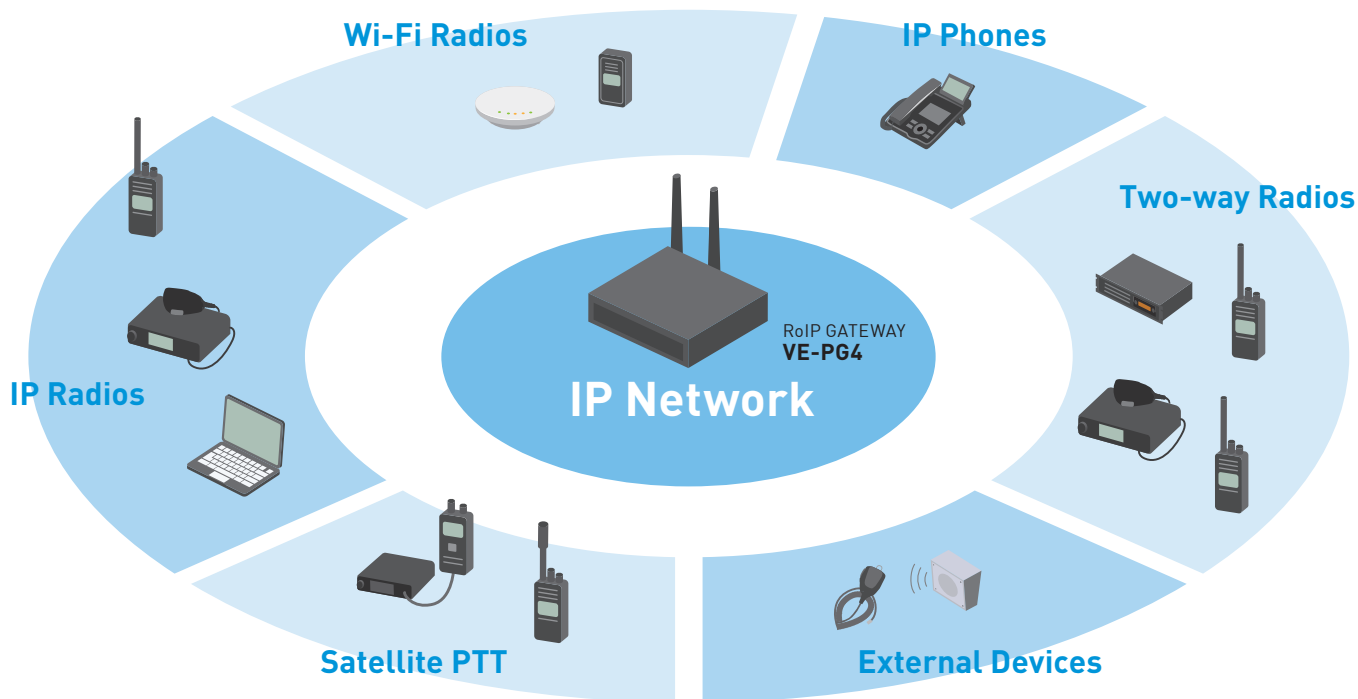 Wi-Fi Radios
IP Phones
Two-way Radios
RoIP GATEWAY
VE-PG4
IP Network
IP Radios
Satellite PTT
External Devices